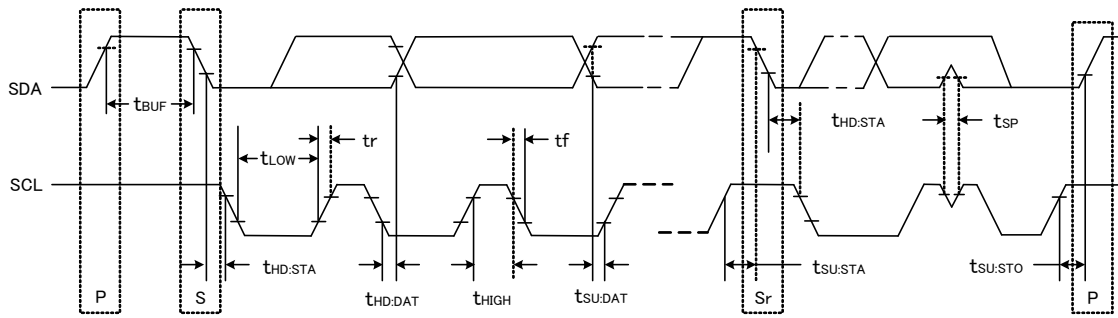 SDA
tBUF
tHD:STA
tSP
tLOW
tr
tf
SCL
tHD:STA
tHD:DAT
tHIGH
tSU:DAT
tSU:STA
tSU:STO
P
S
Sr
P